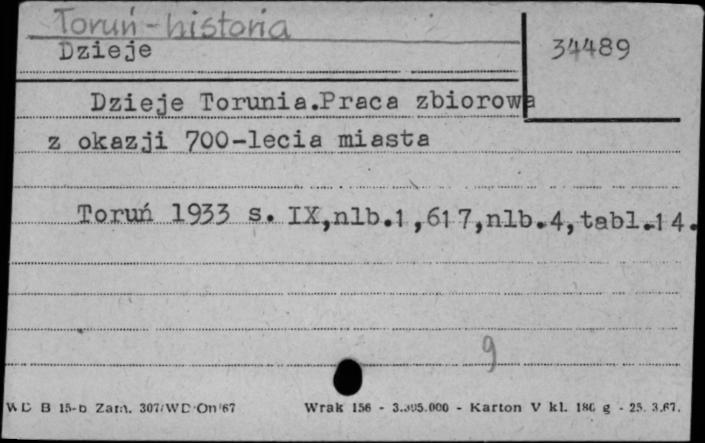 Toruń - historia
Dzieje
34489
Dzieje Torunia.Praca zbiorowa
z okazji 700-lecia miasta
Toruń 1933 s. IX,nlb.1,617,nlb.4,tabl.14.
9
B 15-b Zam. 307/WD-On/67 Wrak 156 - 3.395.000 - Karton V kl. 180 g - 25. 3.67.